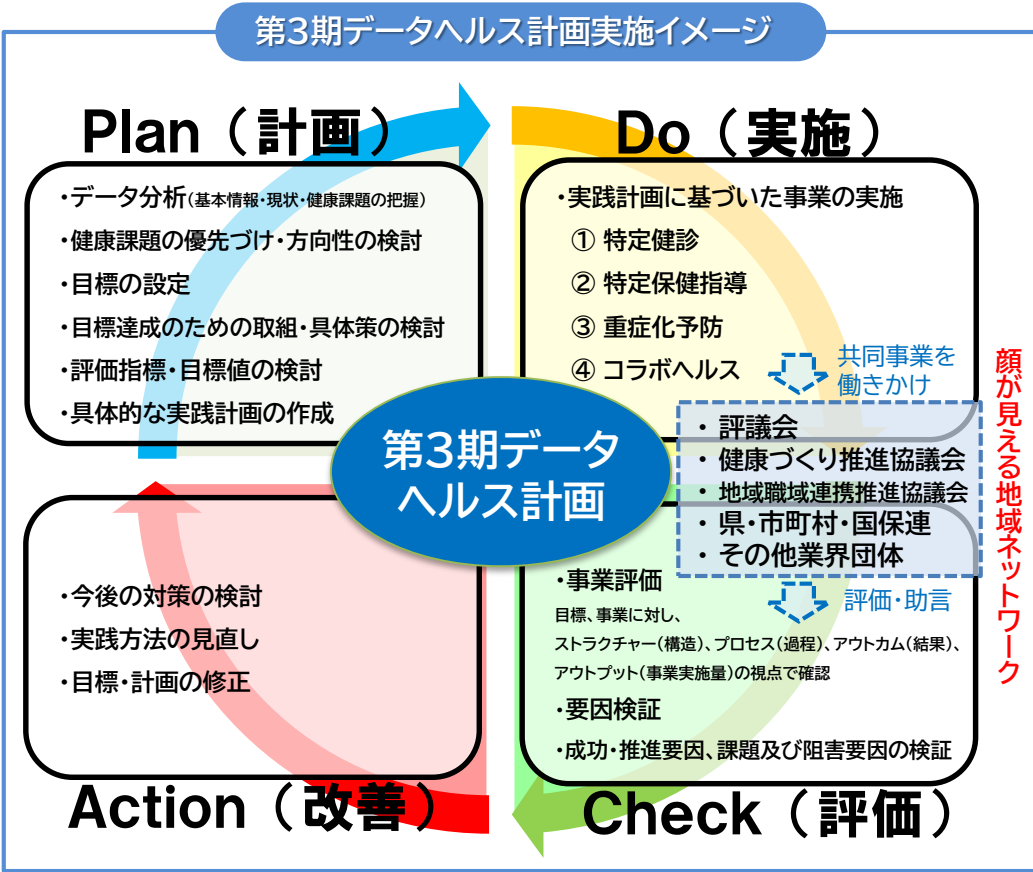 第3期データヘルス計画実施イメージ
Plan（計画）
・データ分析(基本情報・現状・健康課題の把握)
・健康課題の優先づけ・方向性の検討
・目標の設定
・目標達成のための取組・具体策の検討
・評価指標・目標値の検討
・具体的な実践計画の作成
Do（実施）
・実践計画に基づいた事業の実施
① 特定健診
② 特定保健指導
③ 重症化予防
④ コラボヘルス
共同事業を
働きかけ
・ 評議会
・ 健康づくり推進協議会
・ 地域職域連携推進協議会
・ 県・市町村・国保連
・ その他業界団体
顔が見える地域ネットワーク
第3期データ
ヘルス計画
評価・助言
・事業評価
目標、事業に対し、
ストラクチャー(構造)、プロセス(過程)、アウトカム(結果)、
アウトプット(事業実施量)の視点で確認
・要因検証
・成功・推進要因、課題及び阻害要因の検証
Check（評価）
・今後の対策の検討
・実践方法の見直し
・目標・計画の修正
Action（改善）